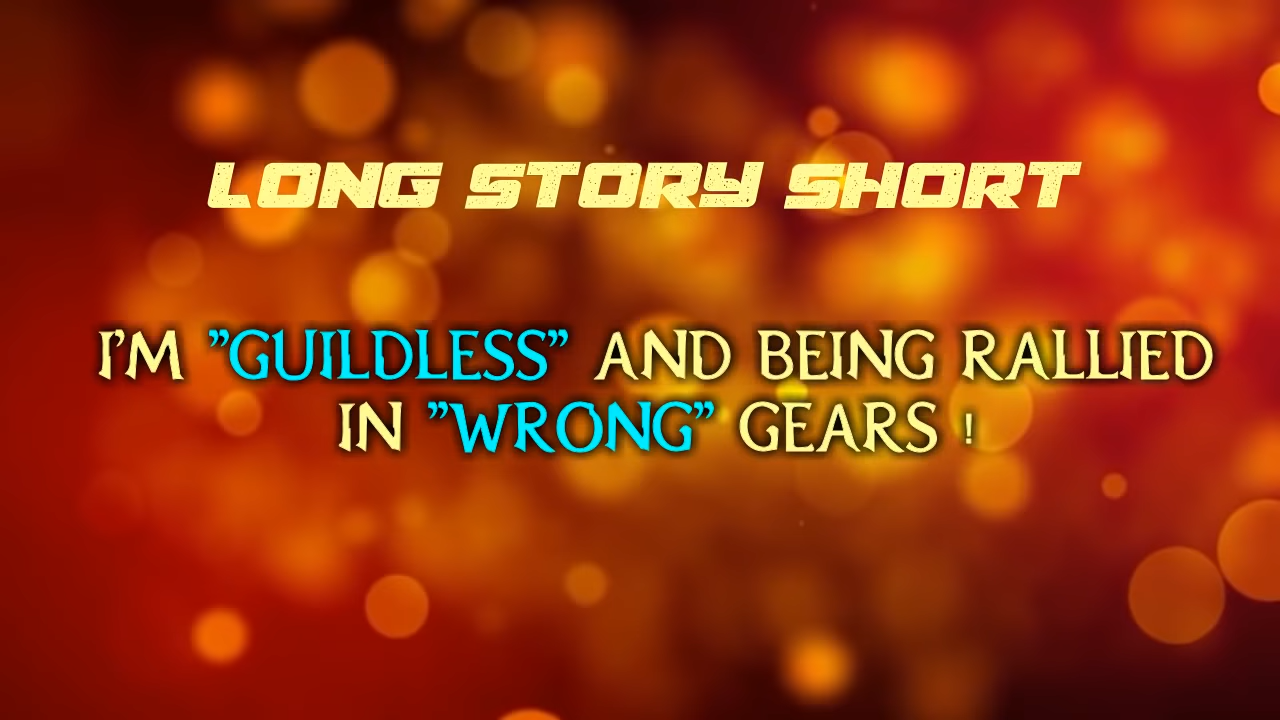 LONG STORY SHORT
I'M "GUILDLESS" AND BEING RALLIED
IN "WRONG" GEARS !